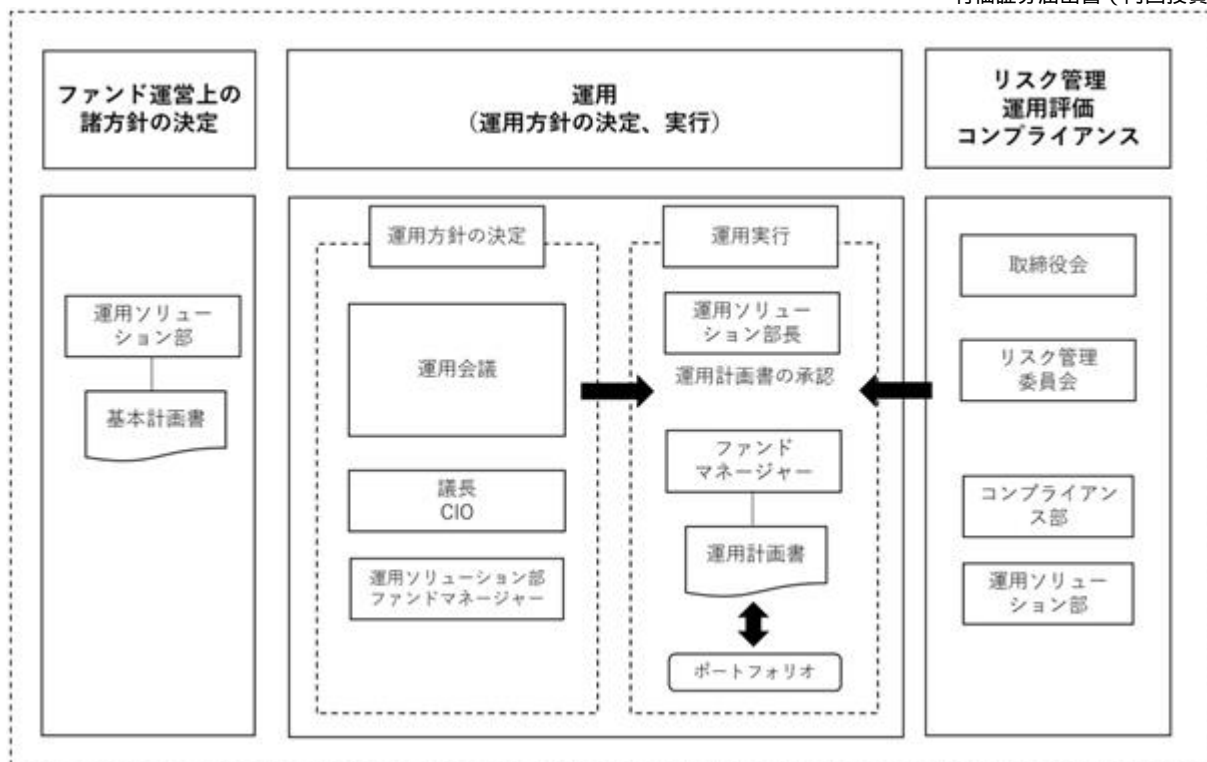 ファンド運営上の
諸方針の決定
運用
（運用方針の決定、実行）
リスク管理
運用評価
コンプライアンス
運用ソリュー
ション部
基本計画書
運用方針の決定
運用会議
議長
CIO
運用ソリューション部
ファンドマネージャー
運用実行
運用ソリュー
ション部長
運用計画書の承認
ファンド
マネージャー
運用計画書
ポートフォリオ
取締役会
リスク管理
委員会
コンプライアン
ス部
運用ソリュー
ション部